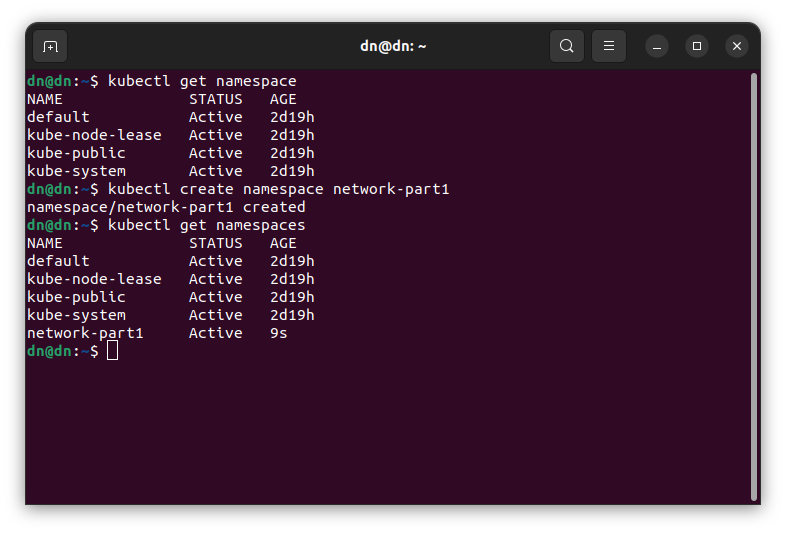 dn@dn: ~
dn@dn:~$ kubectl get namespace
NAME              STATUS   AGE
default           Active   2d19h
kube-node-lease   Active   2d19h
kube-public       Active   2d19h
kube-system       Active   2d19h
dn@dn:~$ kubectl create namespace network-part1
namespace/network-part1 created
dn@dn:~$ kubectl get namespaces
NAME              STATUS   AGE
default           Active   2d19h
kube-node-lease   Active   2d19h
kube-public       Active   2d19h
kube-system       Active   2d19h
network-part1     Active   9s
dn@dn:~$